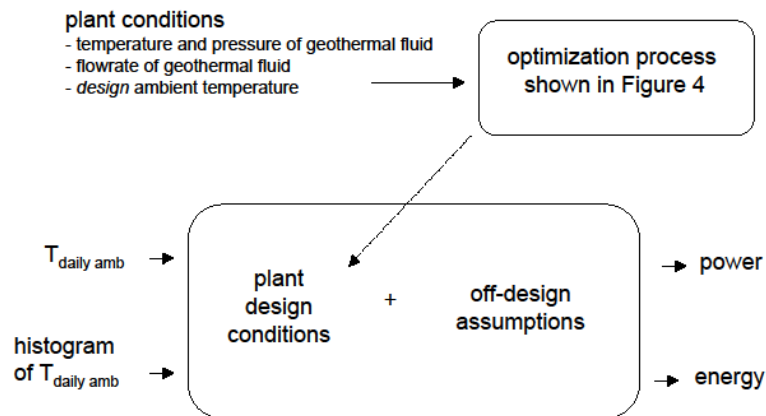 plant conditions
- temperature and pressure of geothermal fluid
- flowrate of geothermal fluid
- design ambient temperature
optimization process
shown in Figure 4
T daily amb
histogram
of T daily amb
plant
design
conditions
+
off-design
assumptions
power
energy